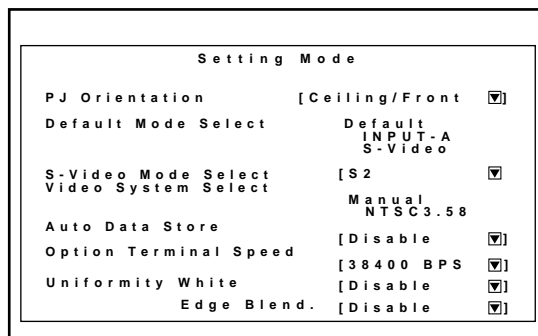 Setting Mode
PJ Orientation [Ceiling/Front ▼]
Default Mode Select Default
INPUT-A
S-Video
S-Video Mode Select [S2 ▼
Video System Select
Manual
NTSC3.58
Auto Data Store
[Disable ▼]
Option Terminal Speed
[38400 BPS ▼]
Uniformity White [Disable ▼]
Edge Blend. [Disable ▼]